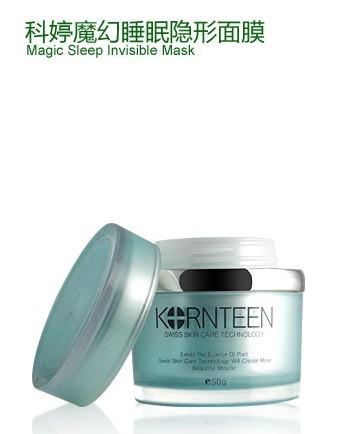 科婷魔幻睡眠隐形面膜
Magic Sleep Invisible Mask
KORNTEEN
SWISS SKIN CARE TECHNOLOGY
Extract The Essence Of Plant
Swiss Skin Care Technology Will Create More
Beautiful Miracle
℮50g